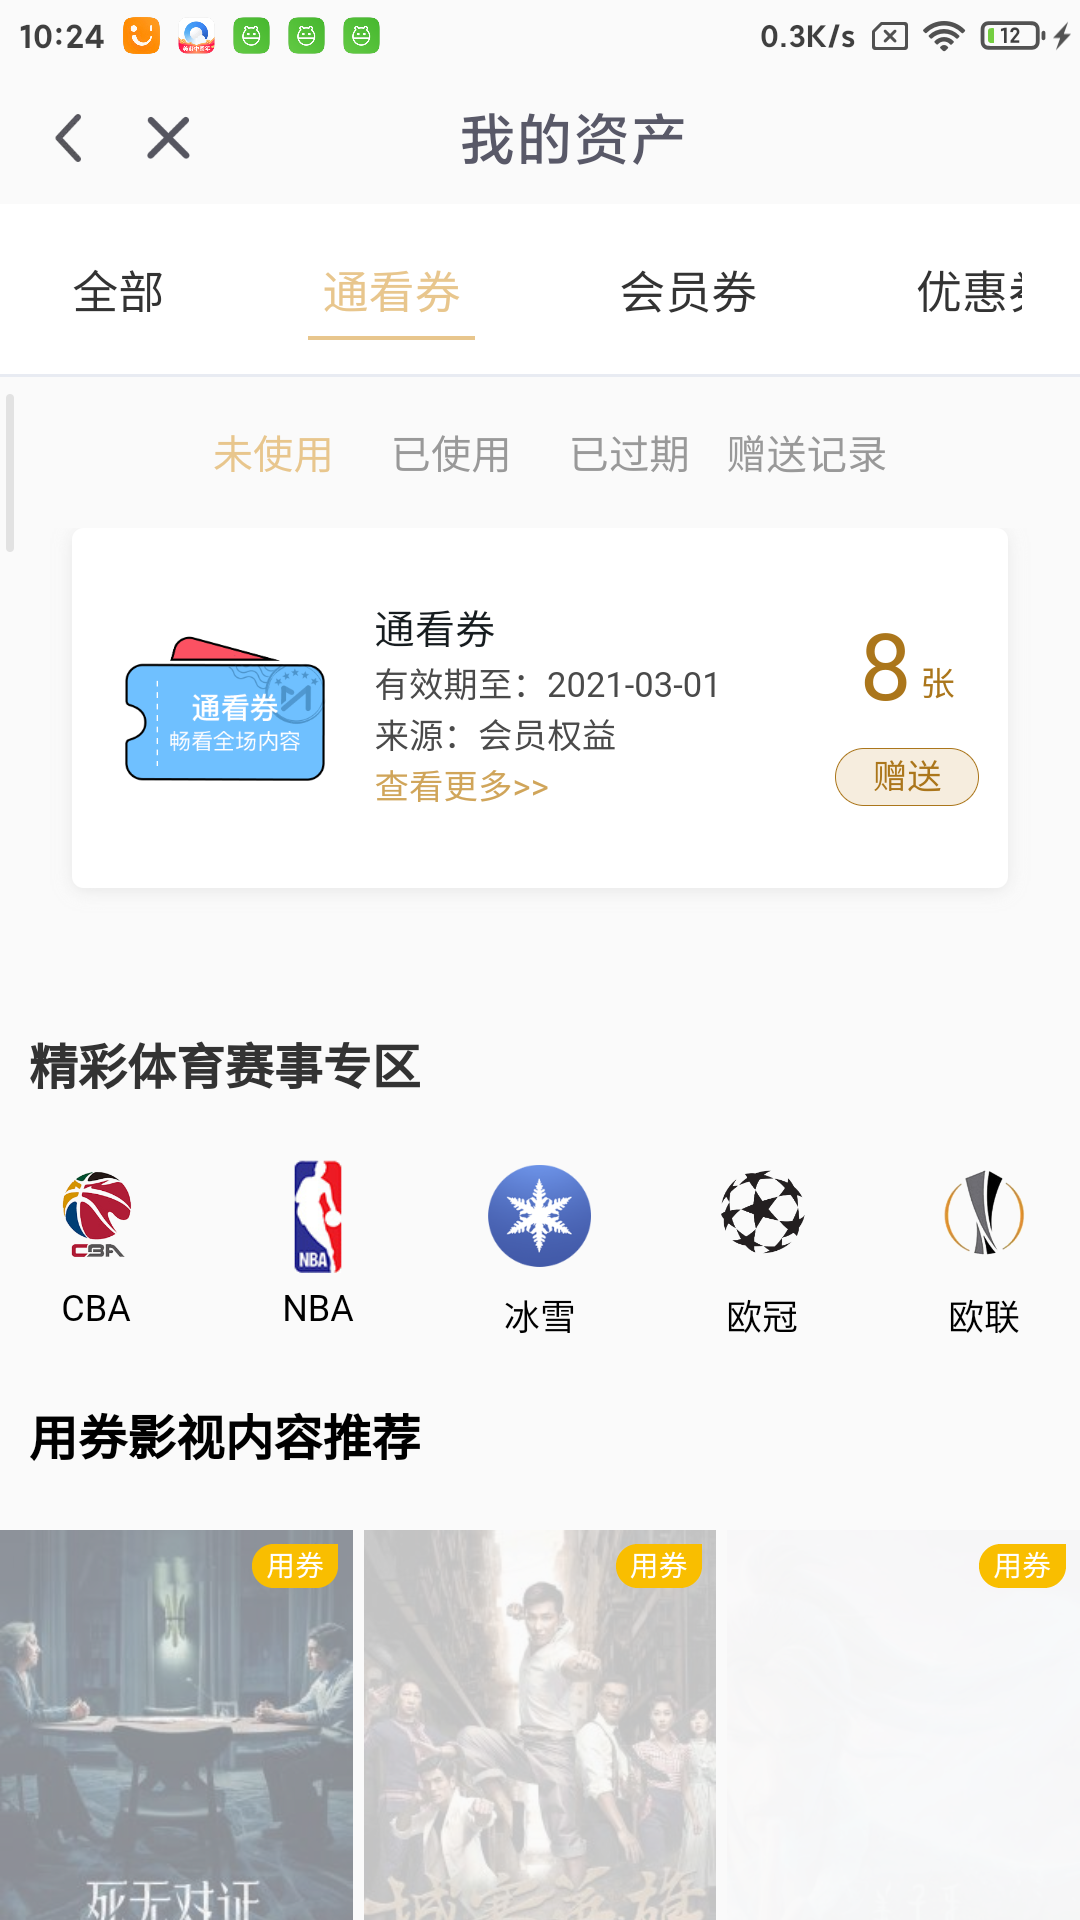 10:24
0.3K/s
12
我的资产
全部 通看券 会员券 优惠
未使用 已使用 已过期 赠送记录
通看券
有效期至：2021-03-01
来源：会员权益
查看更多>>
8 张
赠送
通看券
畅看全场内容
精彩体育赛事专区
CBA
NBA
CBA NBA 冰雪 欧冠 欧联
用券影视内容推荐
用券 用券 用券
死无对证
城寨英雄